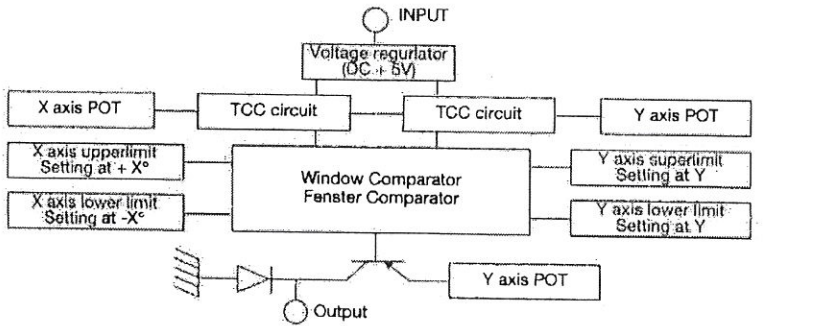 INPUT
Voltage regurlator
(DC + 5V)
X axis POT
TCC circuit
TCC circuit
Y axis POT
X axis upperlimit
Setting at + X°
Window Comparator
Fenster Comparator
Y axis superlimit
Setting at Y
X axis lower limit
Setting at -X°
Y axis lower limit
Setting at Y
Y axis POT
Output